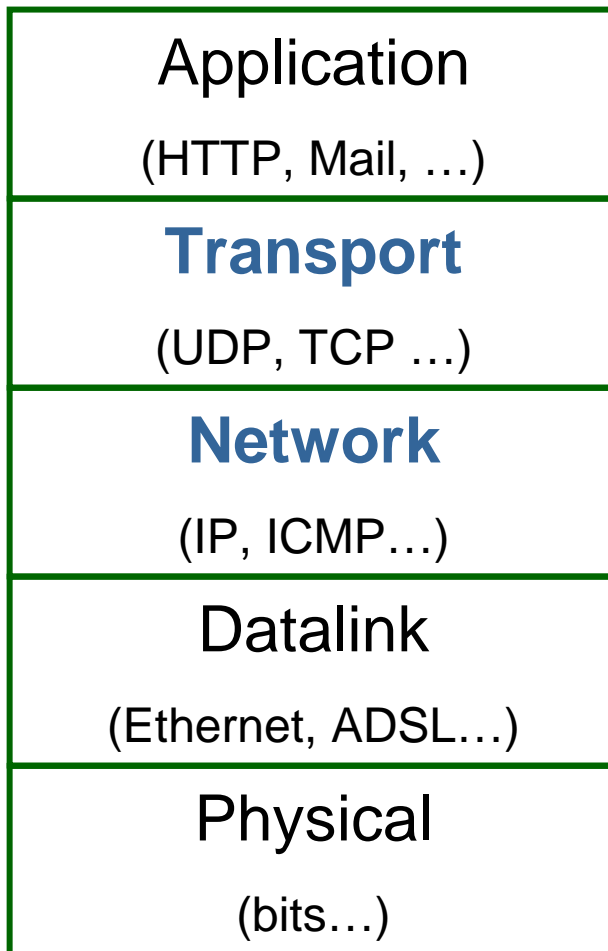 Application
(HTTP, Mail, …)
Transport
(UDP, TCP …)
Network
(IP, ICMP…)
Datalink
(Ethernet, ADSL…)
Physical
(bits…)